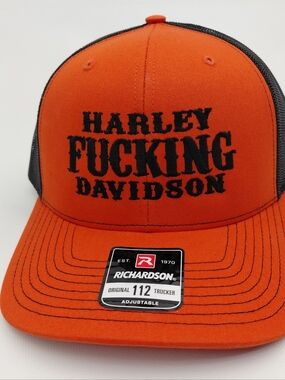 HARLEY
FUCKING
DAVIDSON
EST. R 1970
RICHARDSON
ORIGINAL 112 TRUCKER
ADJUSTABLE